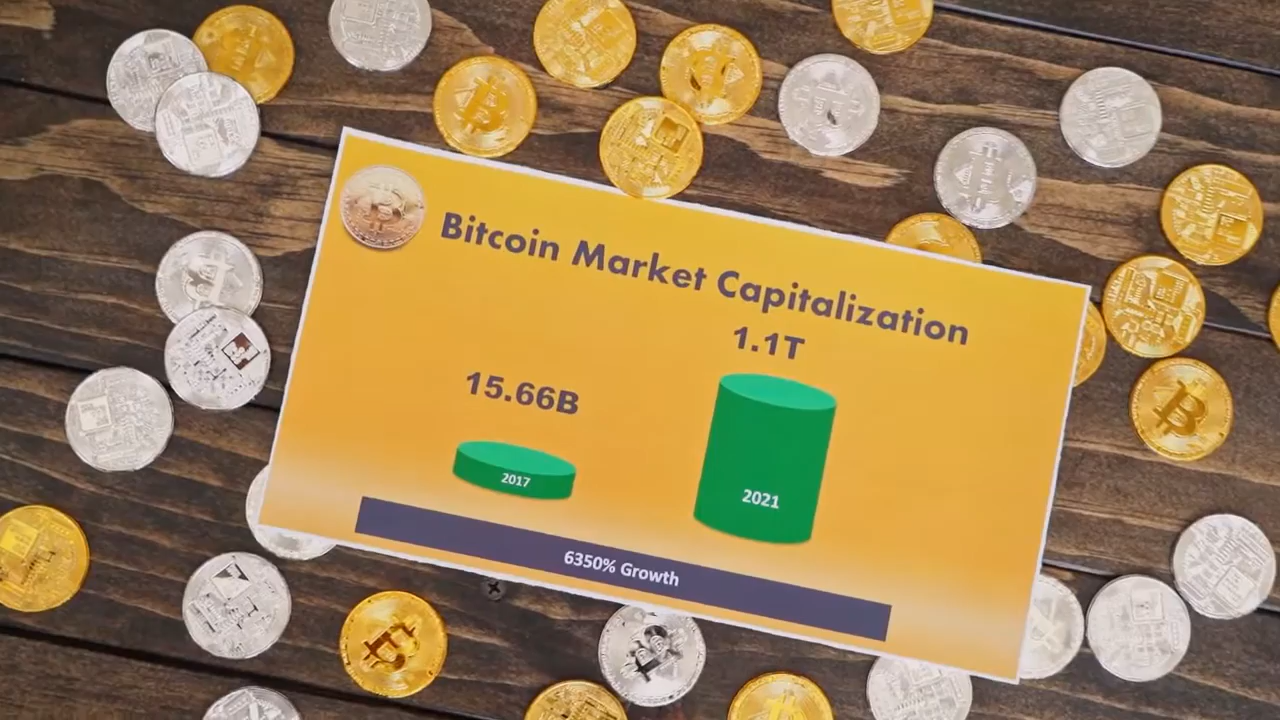 Bitcoin Market Capitalization
1.1T
15.66B
2017
2021
6350% Growth